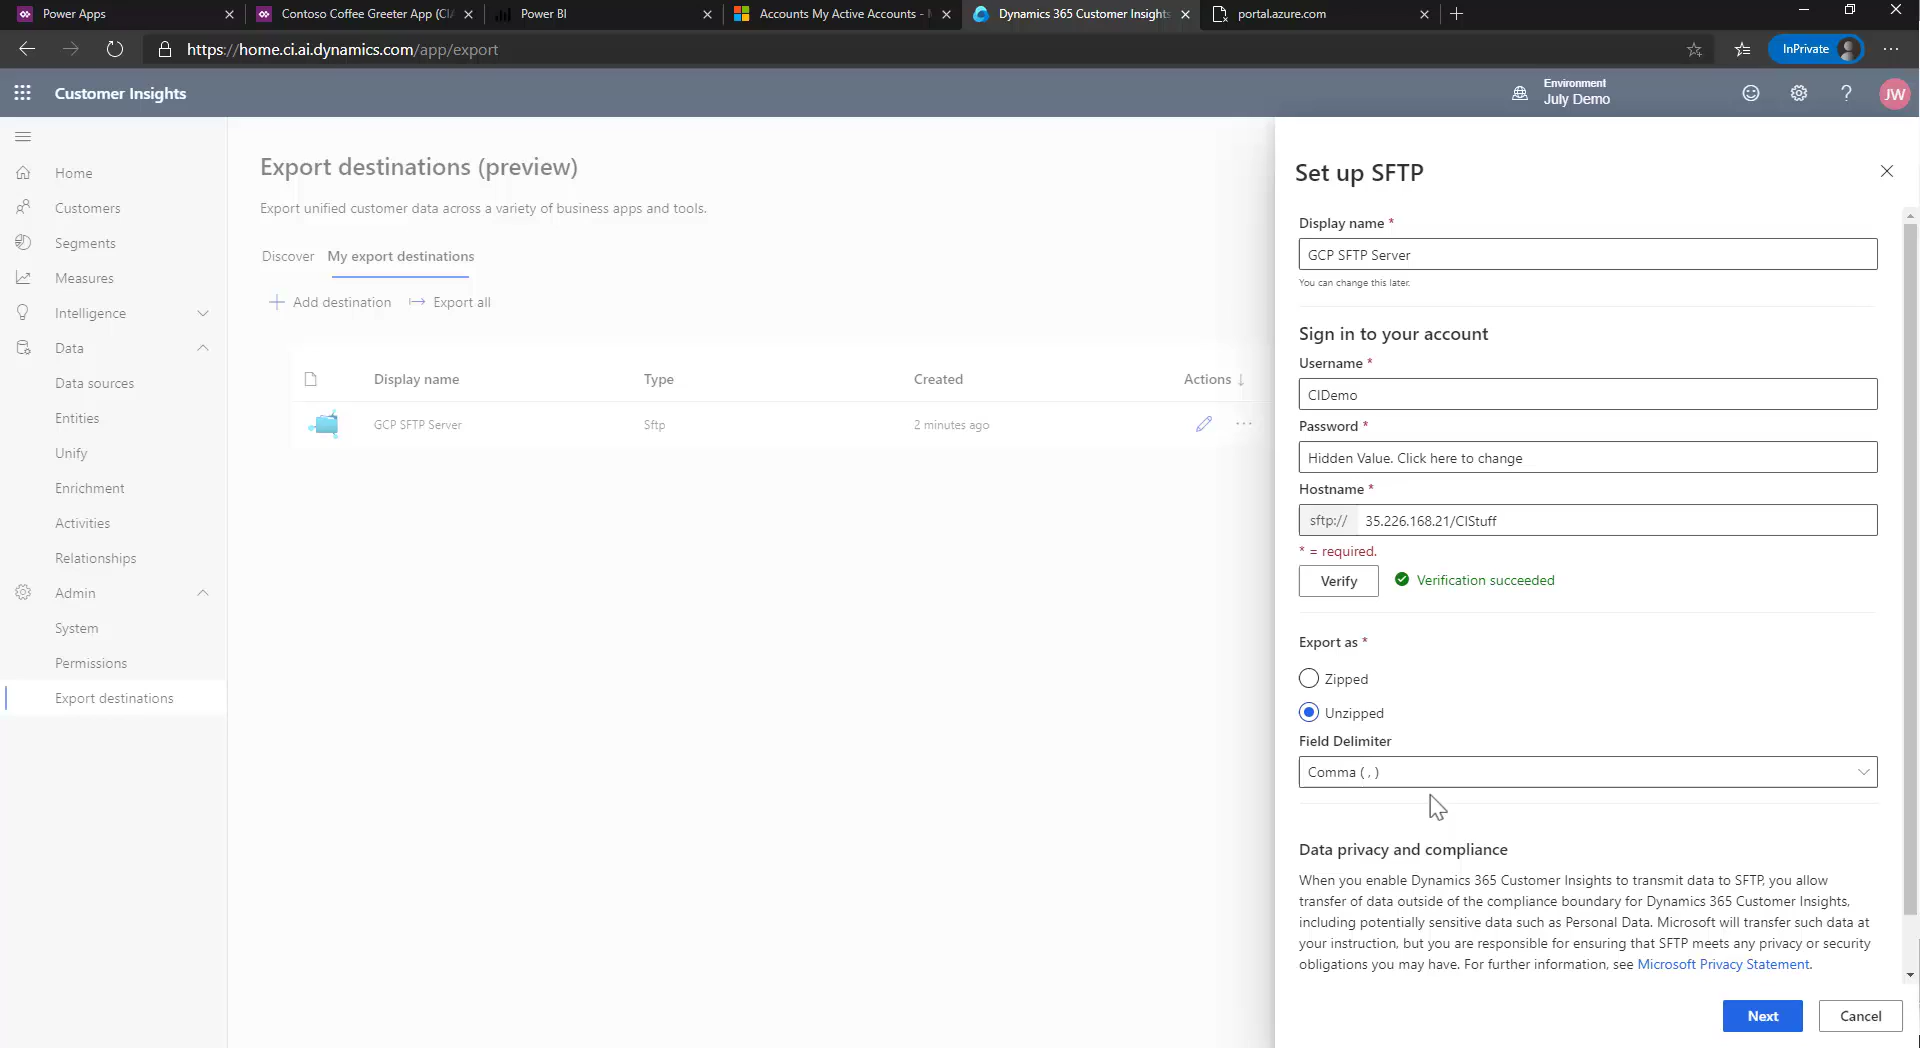 Power Apps
Contoso Coffee Greeter App (CI
Power BI
Accounts My Active Accounts -
Dynamics 365 Customer Insights
portal.azure.com
https://home.ci.ai.dynamics.com/app/export
InPrivate
Customer Insights
Environment
July Demo
JW
Home
Customers
Segments
Measures
Intelligence
Data
Data sources
Entities
Unify
Enrichment
Activities
Relationships
Admin
System
Permissions
Export destinations
Export destinations (preview)
Export unified customer data across a variety of business apps and tools.
Discover My export destinations
Add destination Export all
Display name Type Created Actions ↓
GCP SFTP Server Sftp 2 minutes ago
Set up SFTP
Display name *
GCP SFTP Server
You can change this later.
Sign in to your account
Username *
CIDemo
Password *
Hidden Value. Click here to change
Hostname *
sftp:// 35.226.168.21/CIStuff
* = required.
Verify Verification succeeded
Export as *
Zipped
Unzipped
Field Delimiter
Comma ( , )
Data privacy and compliance
When you enable Dynamics 365 Customer Insights to transmit data to SFTP, you allow
transfer of data outside of the compliance boundary for Dynamics 365 Customer Insights,
including potentially sensitive data such as Personal Data. Microsoft will transfer such data at
your instruction, but you are responsible for ensuring that SFTP meets any privacy or security
obligations you may have. For further information, see Microsoft Privacy Statement.
Next Cancel